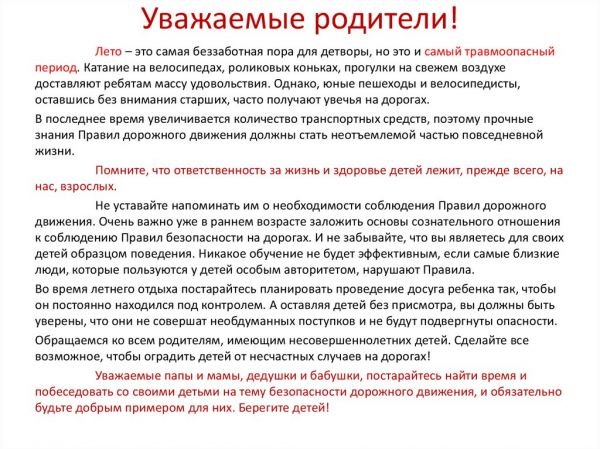 Уважаемые родители!
Лето – это самая беззаботная пора для детворы, но это и самый травмоопасный
период. Катание на велосипедах, роликовых коньках, прогулки на свежем воздухе
доставляют ребятам массу удовольствия. Однако, юные пешеходы и велосипедисты,
оставшись без внимания старших, часто получают увечья на дорогах.
В последнее время увеличивается количество транспортных средств, поэтому прочные
знания Правил дорожного движения должны стать неотъемлемой частью повседневной
жизни.
Помните, что ответственность за жизнь и здоровье детей лежит, прежде всего, на
нас, взрослых.
Не уставайте напоминать им о необходимости соблюдения Правил дорожного
движения. Очень важно уже в раннем возрасте заложить основы сознательного отношения
к соблюдению Правил безопасности на дорогах. И не забывайте, что вы являетесь для своих
детей образцом поведения. Никакое обучение не будет эффективным, если самые близкие
люди, которые пользуются у детей особым авторитетом, нарушают Правила.
Во время летнего отдыха постарайтесь планировать проведение досуга ребенка так, чтобы
он постоянно находился под контролем. А оставляя детей без присмотра, вы должны быть
уверены, что они не совершат необдуманных поступков и не будут подвергнуты опасности.
Обращаемся ко всем родителям, имеющим несовершеннолетних детей. Сделайте все
возможное, чтобы оградить детей от несчастных случаев на дорогах!
Уважаемые папы и мамы, дедушки и бабушки, постарайтесь найти время и
побеседовать со своими детьми на тему безопасности дорожного движения, и обязательно
будьте добрым примером для них. Берегите детей!